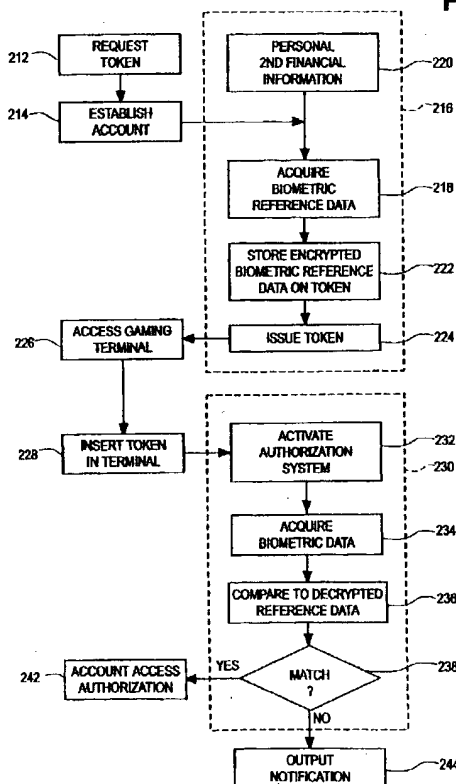 F
212
REQUEST
TOKEN
214
ESTABLISH
ACCOUNT
PERSONAL
2ND FINANCIAL
INFORMATION
220
216
ACQUIRE
BIOMETRIC
REFERENCE DATA
218
STORE ENCRYPTED
BIOMETRIC REFERENCE
DATA ON TOKEN
222
ISSUE TOKEN
224
226
ACCESS GAMING
TERMINAL
228
INSERT TOKEN
IN TERMINAL
ACTIVATE
AUTHORIZATION
SYSTEM
232
230
ACQUIRE
BIOMETRIC DATA
234
COMPARE TO DECRYPTED
REFERENCE DATA
236
MATCH
?
238
YES
242
ACCOUNT ACCESS
AUTHORIZATION
NO
OUTPUT
NOTIFICATION
244